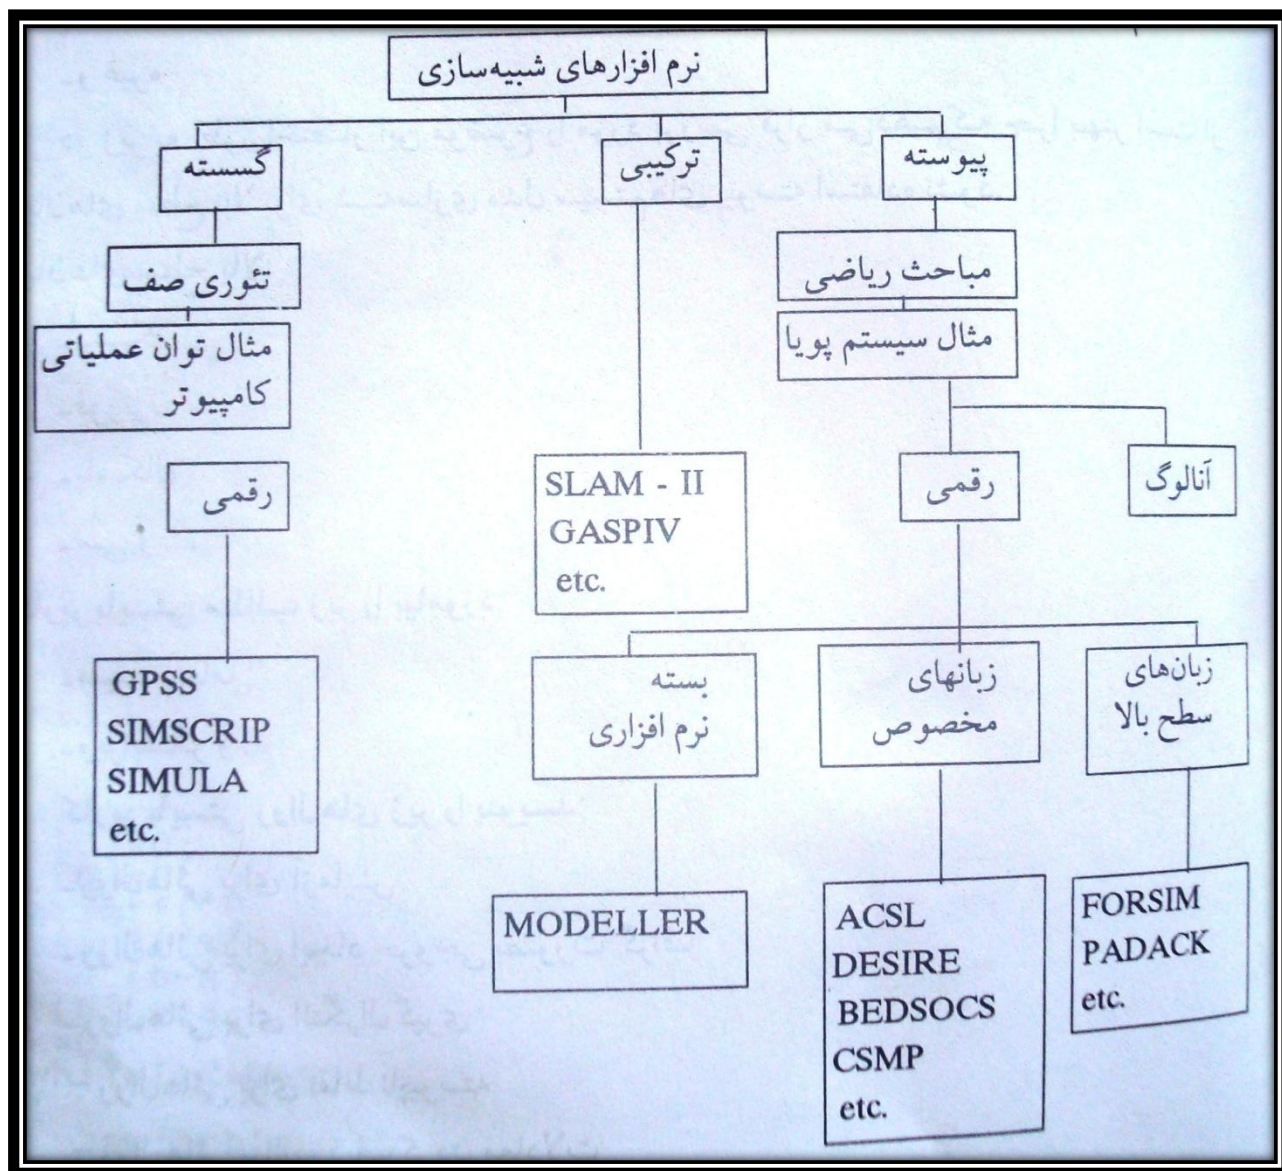 نرم افزارهای شبیه‌سازی
پیوسته
ترکیبی
گسسته
مباحث ریاضی
تئوری صف
مثال سیستم پویا
مثال توان عملیاتی
کامپیوتر
آنالوگ
رقمی
SLAM - II
GASPIV
etc.
رقمی
زبان‌های
سطح بالا
زبانهای
مخصوص
بسته
نرم افزاری
GPSS
SIMSCRIP
SIMULA
etc.
FORSIM
PADACK
etc.
ACSL
DESIRE
BEDSOCS
CSMP
etc.
MODELLER